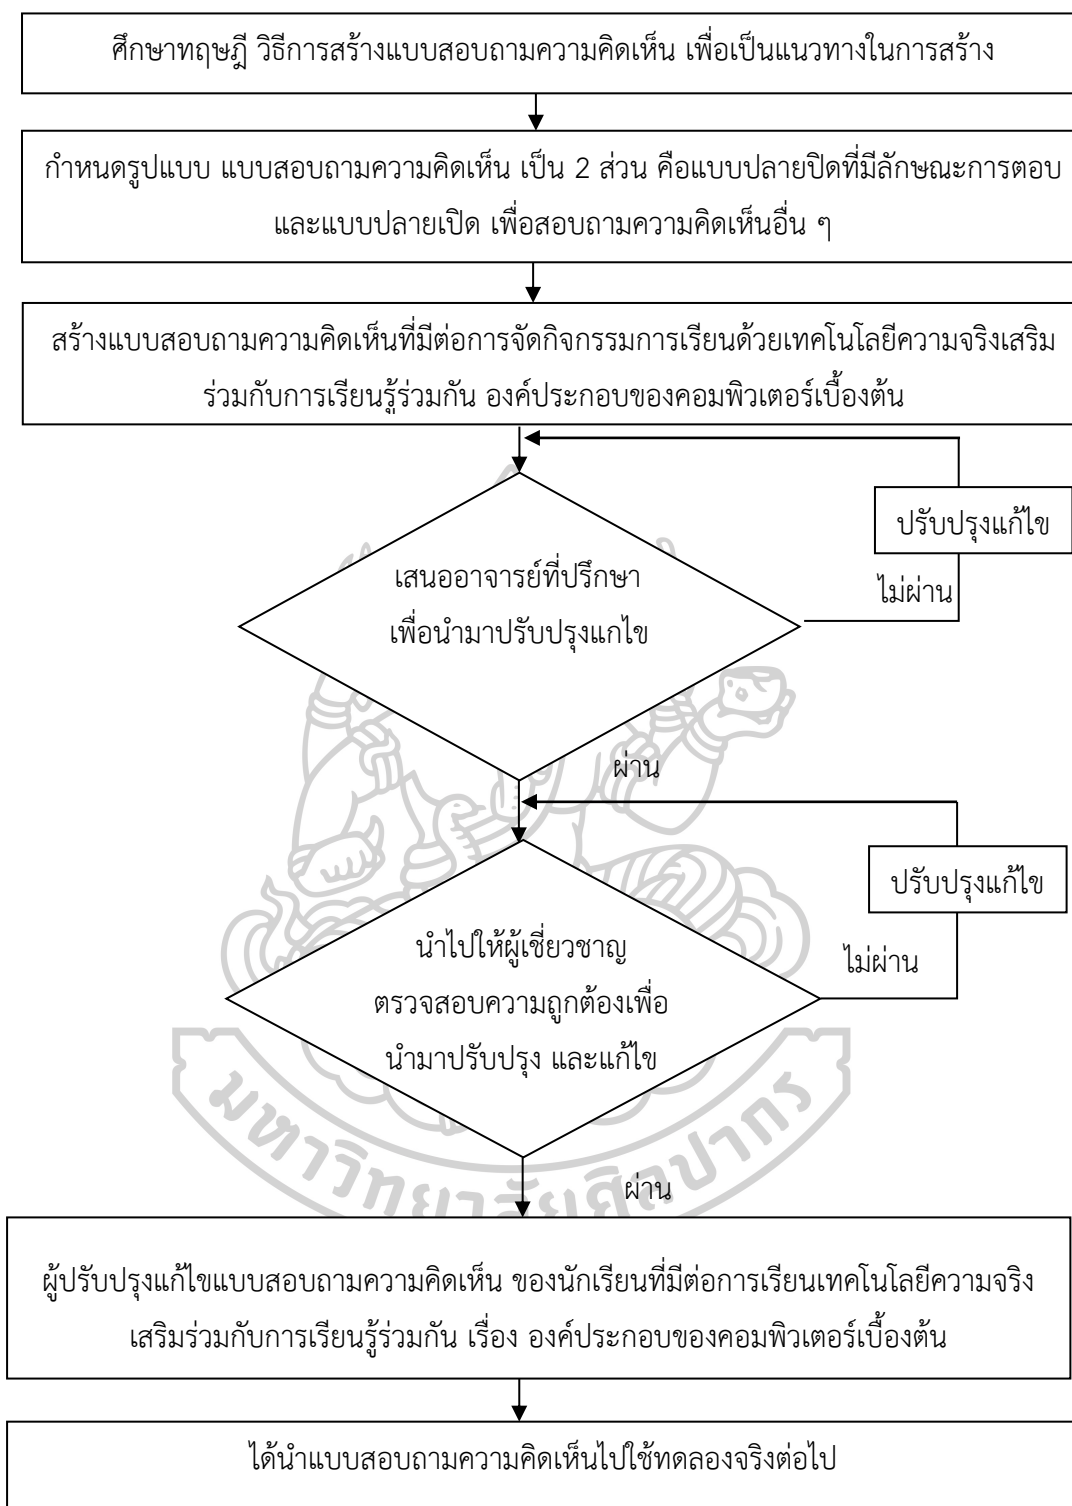 ศึกษาทฤษฎี วิธีการสร้างแบบสอบถามความคิดเห็น เพื่อเป็นแนวทางในการสร้าง
กำหนดรูปแบบ แบบสอบถามความคิดเห็น เป็น 2 ส่วน คือแบบปลายปิดที่มีลักษณะการตอบ
และแบบปลายเปิด เพื่อสอบถามความคิดเห็นอื่น ๆ
สร้างแบบสอบถามความคิดเห็นที่มีต่อการจัดกิจกรรมการเรียนด้วยเทคโนโลยีความจริงเสริม
ร่วมกับการเรียนรู้ร่วมกัน องค์ประกอบของคอมพิวเตอร์เบื้องต้น
ปรับปรุงแก้ไข
เสนออาจารย์ที่ปรึกษา
เพื่อนำมาปรับปรุงแกไข
ไม่ผ่าน
ผ่าน
ปรับปรุงแก้ไข
นำไปให้ผู้เชี่ยวชาญ
ตรวจสอบความถูกต้องเพื่อ
นำมาปรับปรุง และแก้ไข
ไม่ผ่าน
มหาวิทยาลัยศิลปากร
ผ่าน
ผู้ปรับปรุงแก้ไขแบบสอบถามความคิดเห็น ของนักเรียนที่มีต่อการเรียนเทคโนโลยีความจริง
เสริมร่วมกับการเรียนรู้ร่วมกัน เรื่อง องค์ประกอบของคอมพิวเตอร์เบื้องต้น
ได้นำแบบสอบถามความคิดเห็นไปใช้ทดลองจริงต่อไป